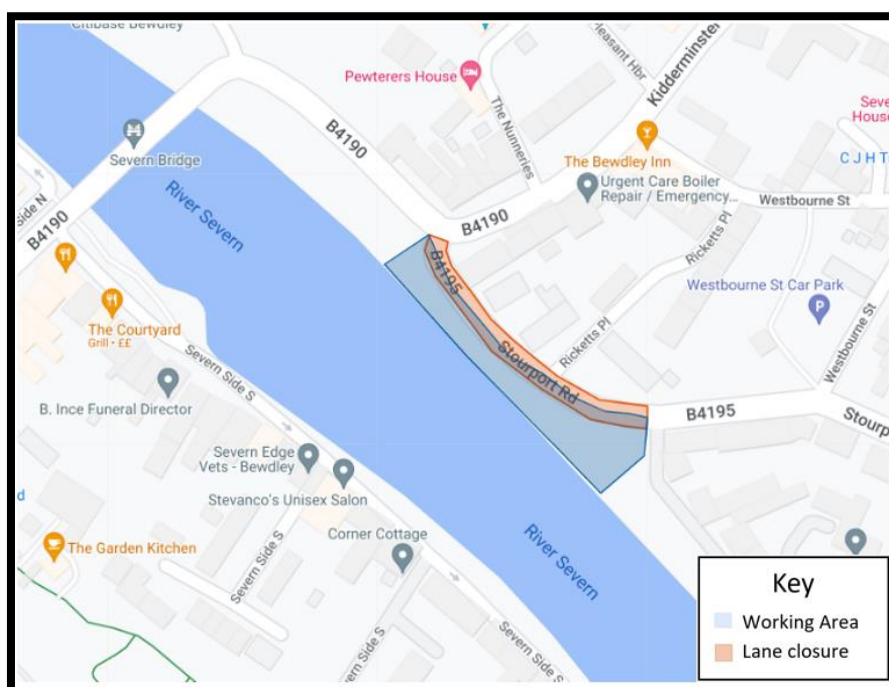 Citibase Bewdley
Pewterers House
The Nunneries
Pleasant Hbr
Kidderminster
Seve
House
C J H T
B4190
Severn Bridge
The Bewdley Inn
Urgent Care Boiler
Repair / Emergency...
Westbourne St
River Severn
B4190
Side N
B4190
B4195
Ricketts Pl
Westbourne St Car Park
P
The Courtyard
Grill • ££
Severn Side S
Stourport Rd
Ricketts Pl
Westbourne St
B. Ince Funeral Director
B4195
Stourp
Severn Edge
Vets - Bewdley
Stevanco's Unisex Salon
d
Corner Cottage
The Garden Kitchen
Severn Side S
River Severn
Severn Side S
Key
Working Area
Lane closure